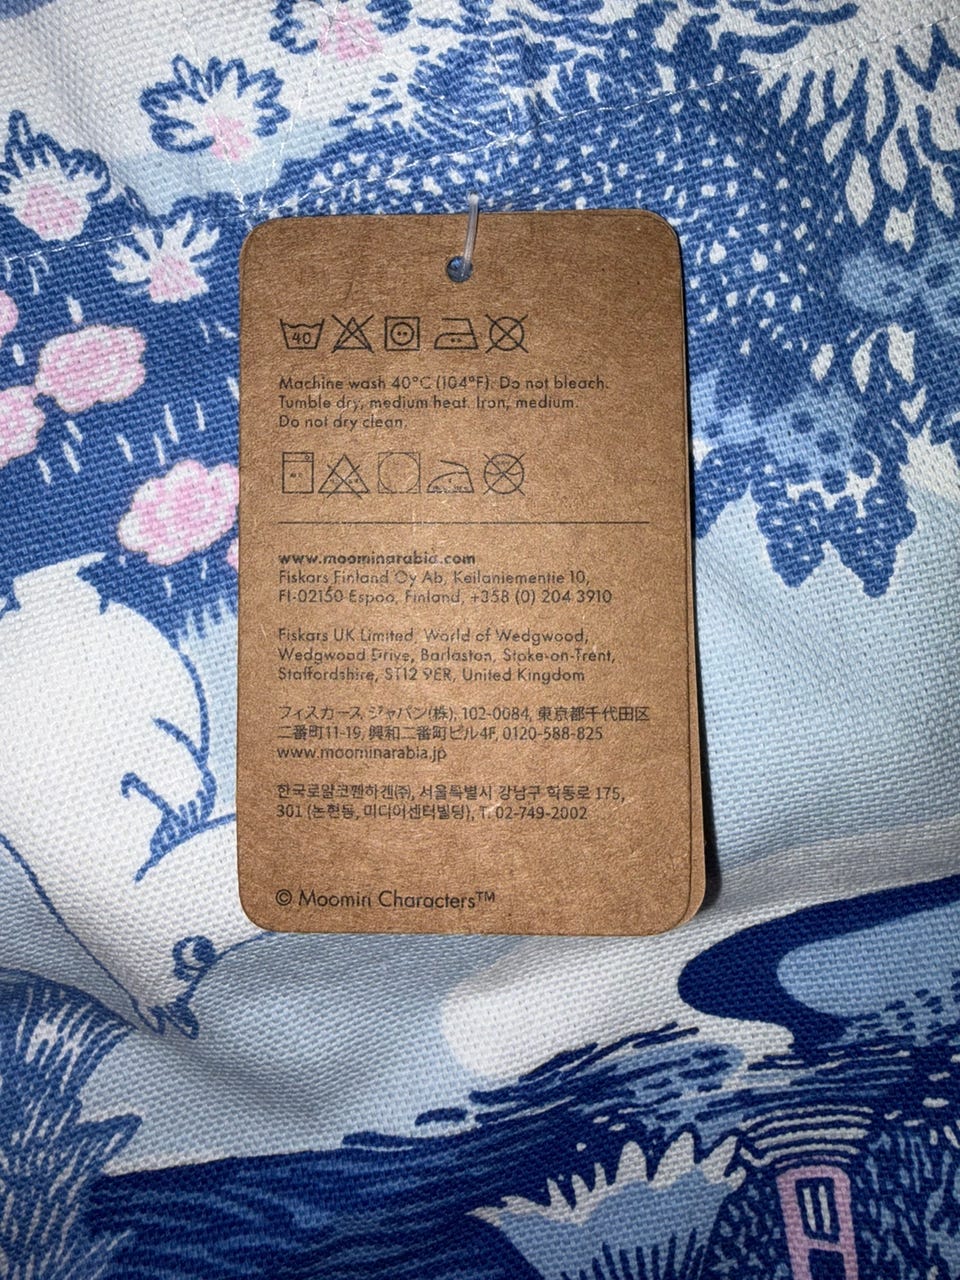 40
Machine wash 40°C (104°F). Do not bleach.
Tumble dry, medium heat. Iron, medium.
Do not dry clean.
www.moominarabia.com
Fiskars Finland Oy Ab, Keilaniementie 10,
FI-02150 Espoo, Finland, +358 (0) 204 3910
Fiskars UK Limited, World of Wedgwood,
Wedgwood Drive, Barlaston, Stoke-on-Trent,
Staffordshire, ST12 9ER, United Kingdom
フィスカース ジャパン(株), 102-0084, 東京都千代田区
二番町11-19, 興和二番町ビル4F, 0120-588-825
www.moominarabia.jp
한국로얄코펜하겐(주), 서울특별시 강남구 학동로 175,
301 (논현동, 미디어센터빌딩), T. 02-749-2002
© Moomin Characters™